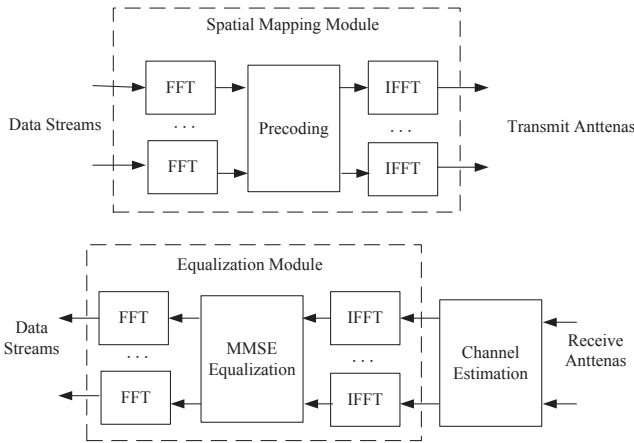 Spatial Mapping Module
Data Streams
FFT
. . .
FFT
Precoding
IFFT
. . .
IFFT
Transmit Anttenas
Equalization Module
Data
Streams
FFT
. . .
FFT
MMSE
Equalization
IFFT
. . .
IFFT
Channel
Estimation
Receive
Anttenas